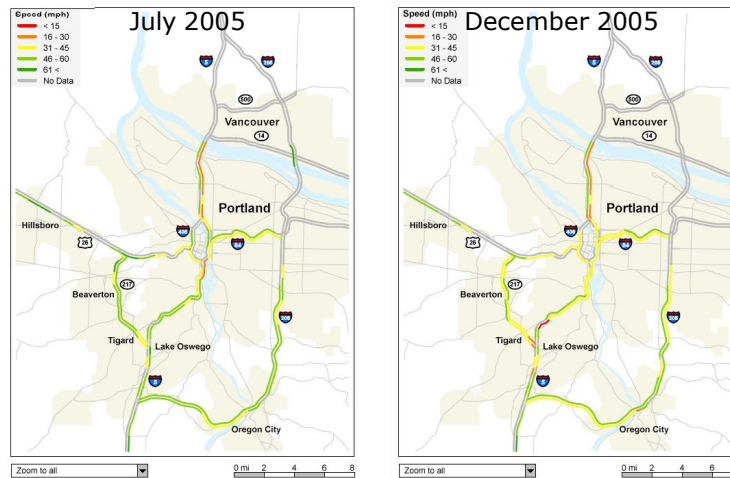 July 2005
Speed (mph)
< 15
16 - 30
31 - 45
46 - 60
61 <
No Data
5
205
500
Vancouver
14
Portland
Hillsboro
26
405
84
217
Beaverton
Tigard
Lake Oswego
205
5
Oregon City
Zoom to all
0 mi 2 4 6 8
December 2005
Speed (mph)
< 15
16 - 30
31 - 45
46 - 60
61 <
No Data
5
205
500
Vancouver
14
Portland
Hillsboro
26
405
84
217
Beaverton
Tigard
Lake Oswego
205
5
Oregon City
Zoom to all
0 mi 2 4 6